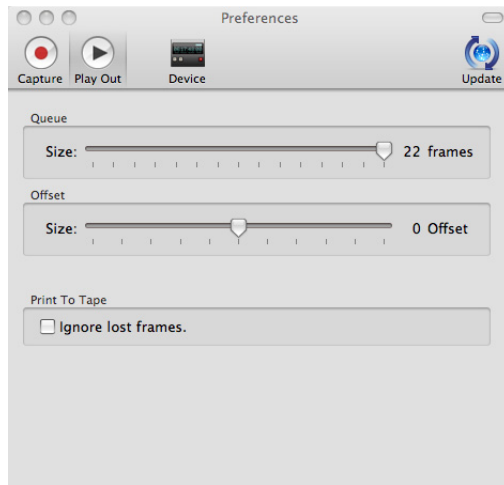 Preferences
Capture Play Out Device Update
Queue
Size: 22 frames
Offset
Size: 0 Offset
Print To Tape
Ignore lost frames.